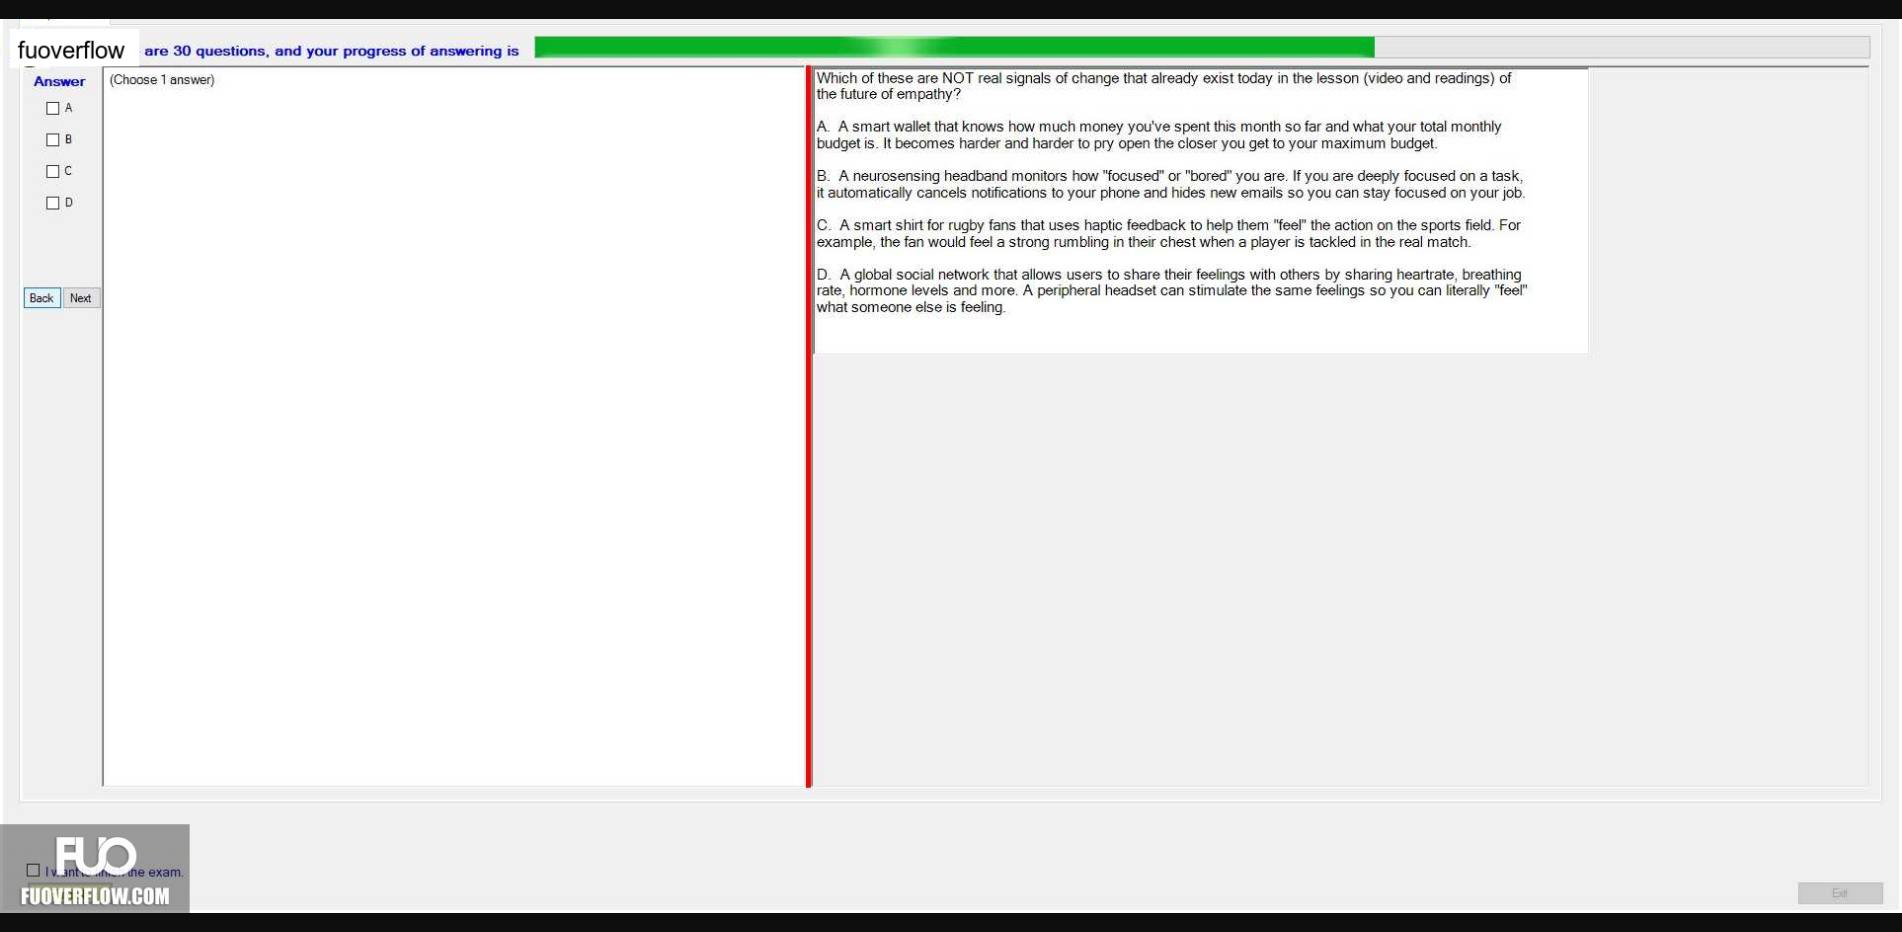 fuoverflow are 30 questions, and your progress of answering is
Answer
(Choose 1 answer)
A
B
C
D
Back Next
Which of these are NOT real signals of change that already exist today in the lesson (video and readings) of
the future of empathy?
A. A smart wallet that knows how much money you've spent this month so far and what your total monthly
budget is. It becomes harder and harder to pry open the closer you get to your maximum budget.
B. A neurosensing headband monitors how "focused" or "bored" you are. If you are deeply focused on a task,
it automatically cancels notifications to your phone and hides new emails so you can stay focused on your job.
C. A smart shirt for rugby fans that uses haptic feedback to help them "feel" the action on the sports field. For
example, the fan would feel a strong rumbling in their chest when a player is tackled in the real match.
D. A global social network that allows users to share their feelings with others by sharing heartrate, breathing
rate, hormone levels and more. A peripheral headset can stimulate the same feelings so you can literally "feel"
what someone else is feeling.
FUO
I want to finish the exam.
FUOVERFLOW.COM
Exit